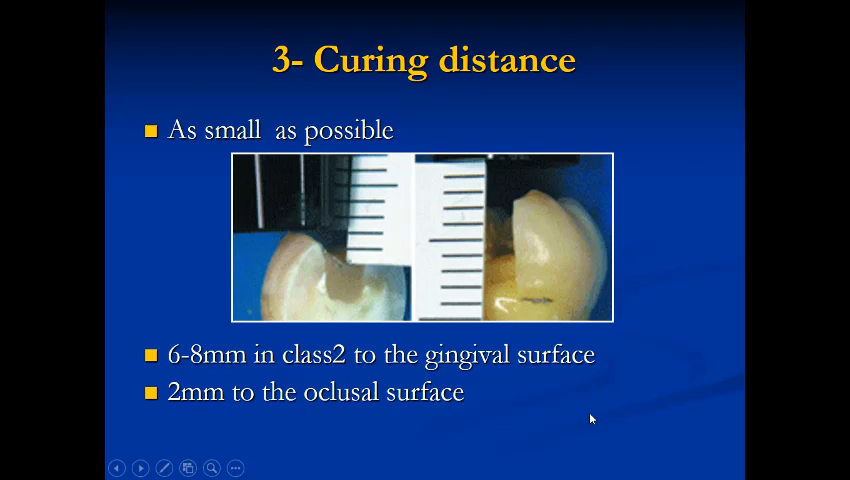 3- Curing distance
As small as possible
6-8mm in class2 to the gingival surface
2mm to the oclusal surface